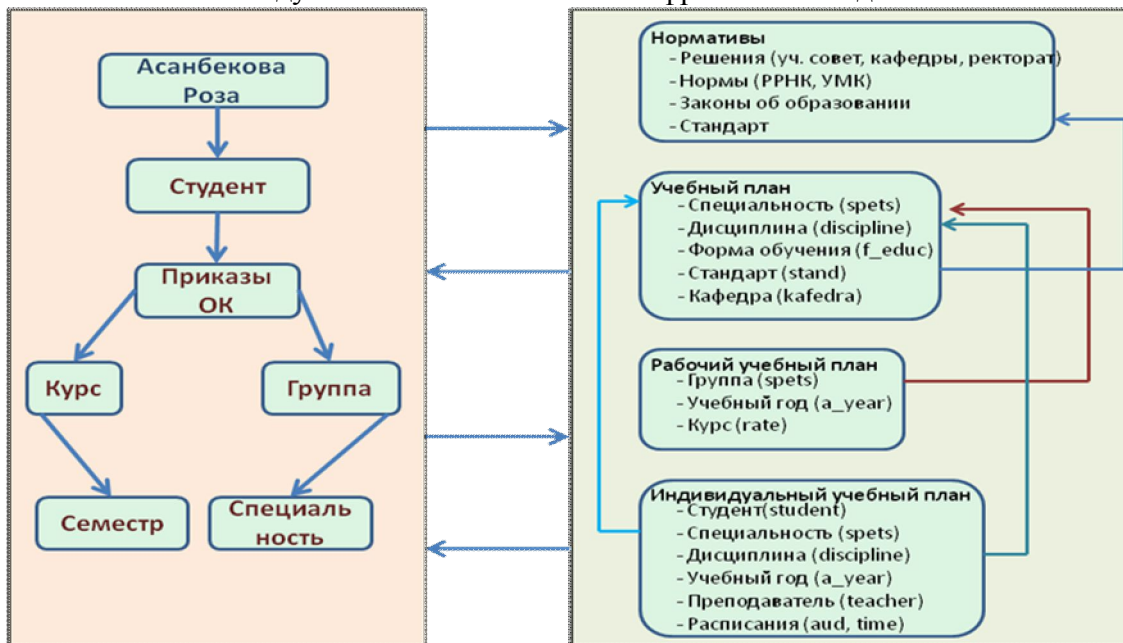 Асанбекова
Роза
Студент
Приказы
ОК
Курс
Группа
Семестр
Специаль
ность
Нормативы
- Решения (уч. совет, кафедры, ректорат)
- Нормы (РРНК, УМК)
- Законы об образовании
- Стандарт
Учебный план
- Специальность (spets)
- Дисциплина (discipline)
- Форма обучения (f_educ)
- Стандарт (stand)
- Кафедра (kafedra)
Рабочий учебный план
- Группа (spets)
- Учебный год (a_year)
- Курс (rate)
Индивидуальный учебный план
- Студент(student)
- Специальность (spets)
- Дисциплина (discipline)
- Учебный год (a_year)
- Преподаватель (teacher)
- Расписания (aud, time)